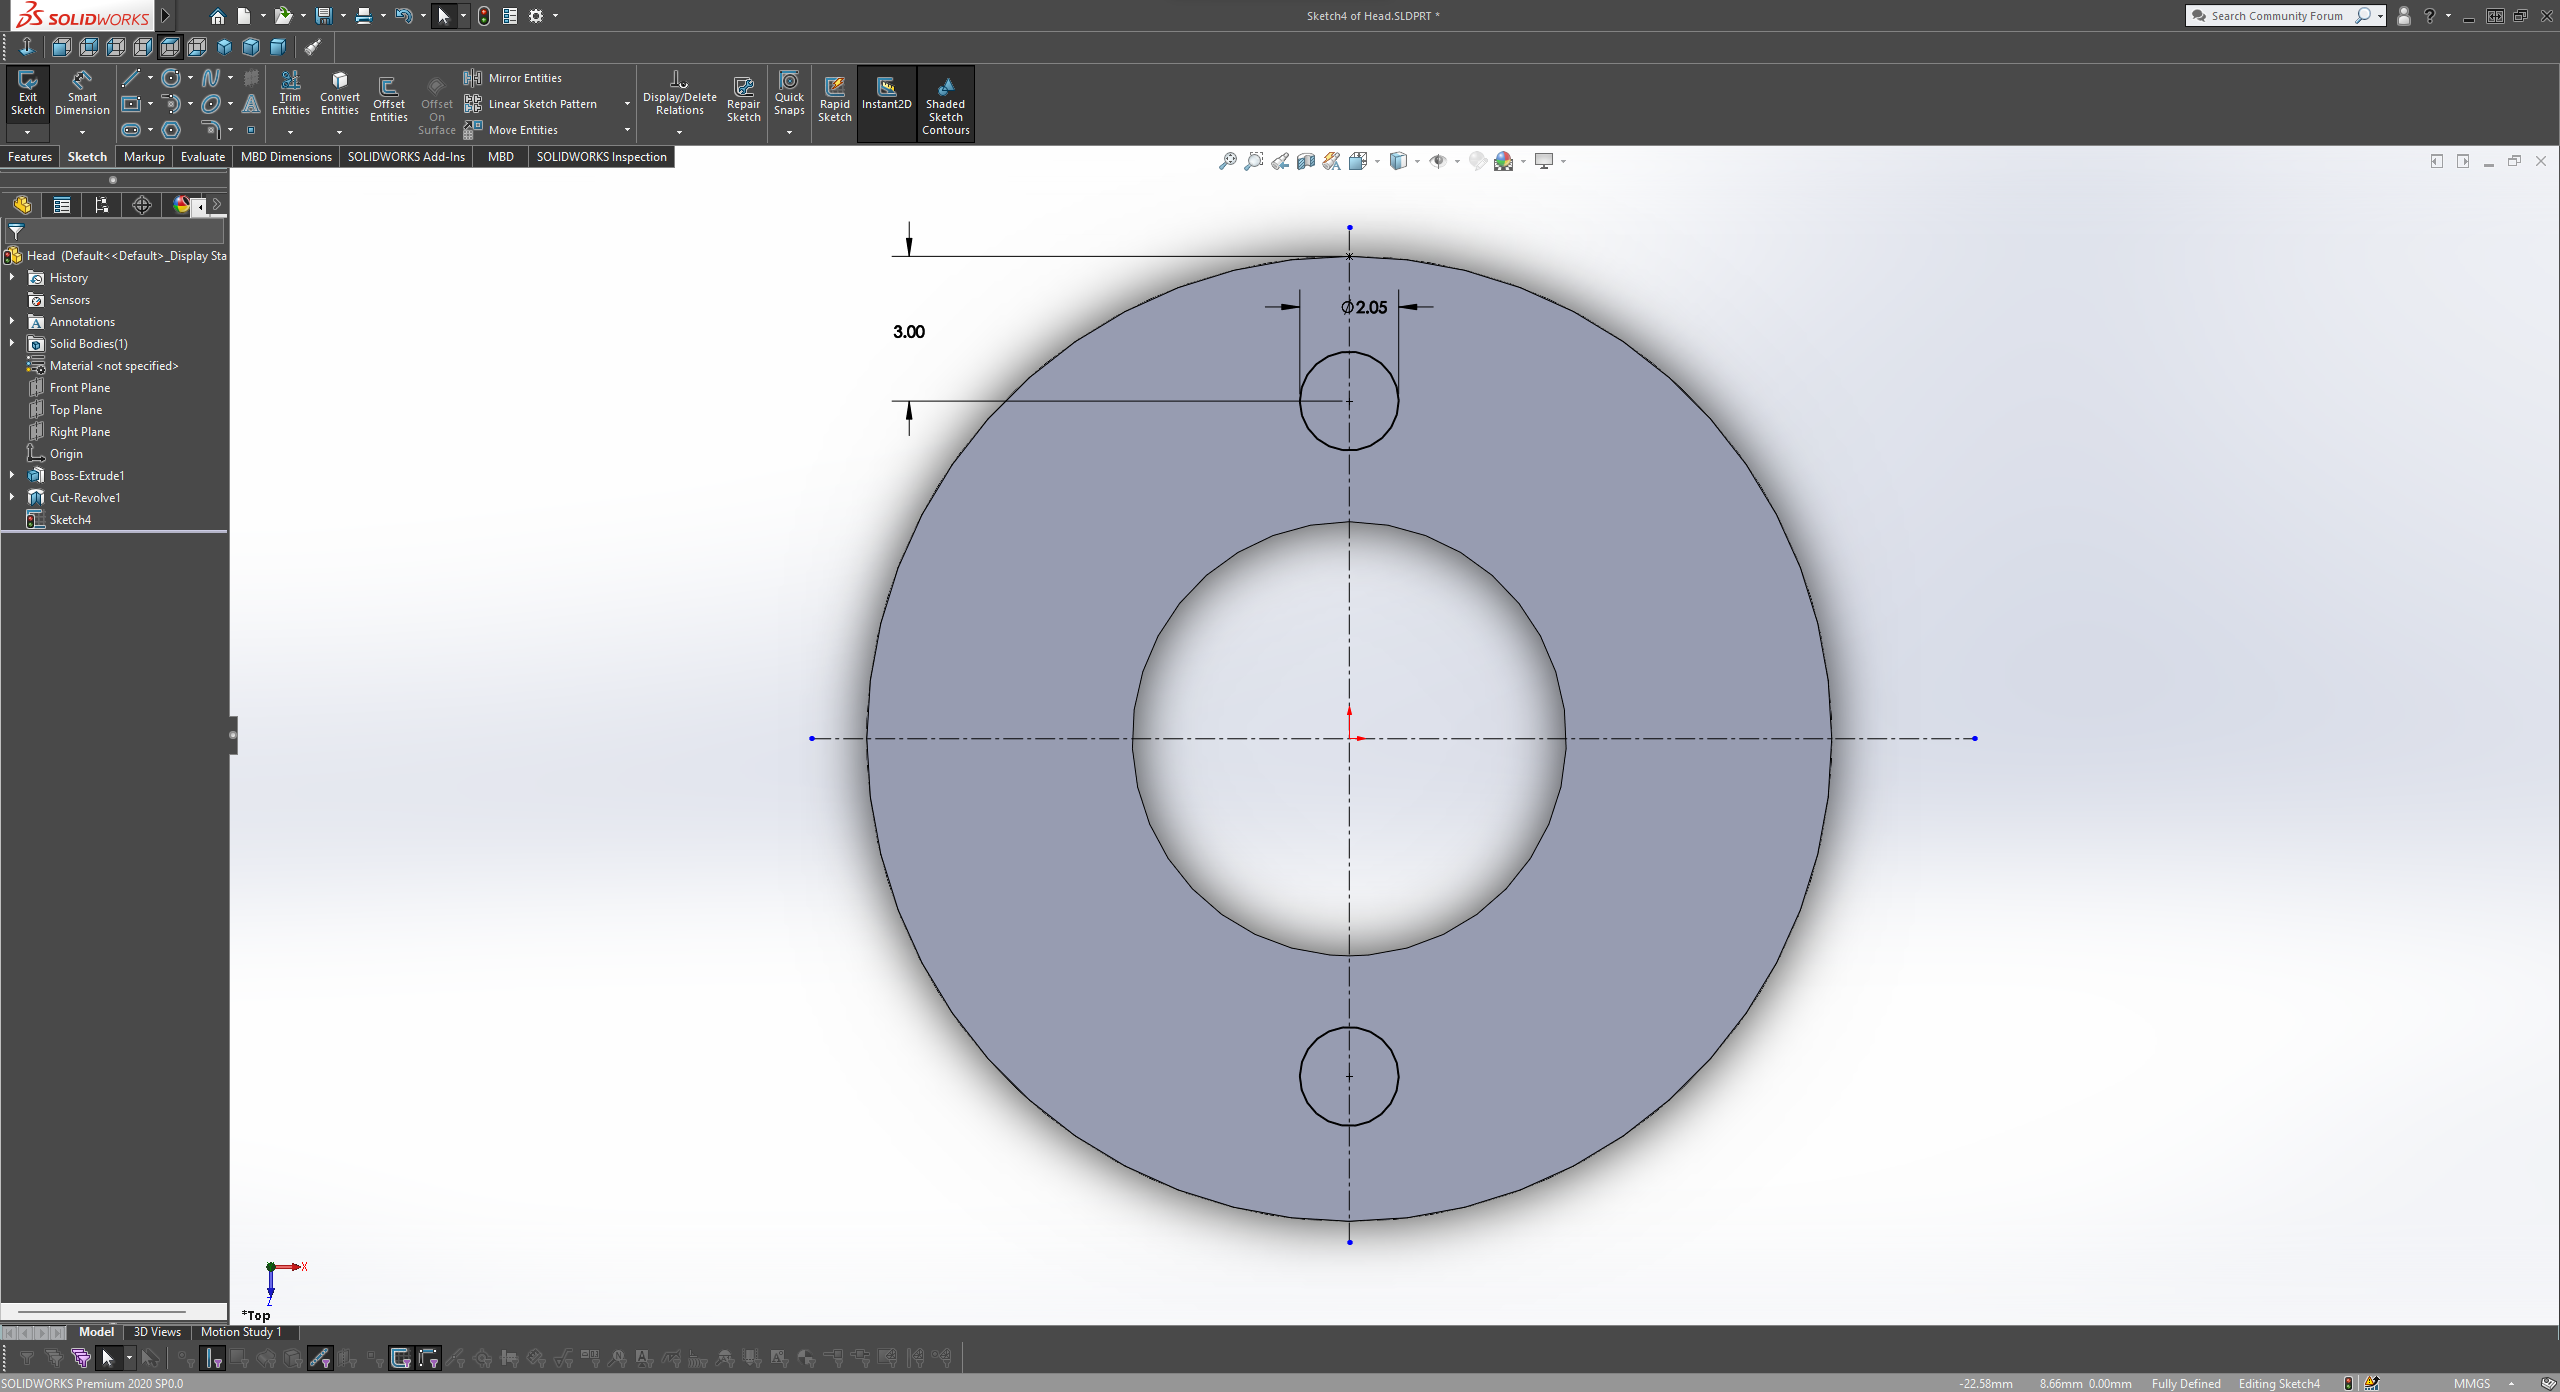 SOLIDWORKS
Sketch4 of Head.SLDPRT *
Search Community Forum
Exit Sketch
Smart Dimension
Trim Entities
Convert Entities
Offset Entities
Offset On Surface
Mirror Entities
Linear Sketch Pattern
Move Entities
Display/Delete Relations
Repair Sketch
Quick Snaps
Rapid Sketch
Instant2D
Shaded Sketch Contours
Features Sketch Markup Evaluate MBD Dimensions SOLIDWORKS Add-Ins MBD SOLIDWORKS Inspection
Head (Default<<Default>_Display Sta
History
Sensors
Annotations
Solid Bodies(1)
Material <not specified>
Front Plane
Top Plane
Right Plane
Origin
Boss-Extrude1
Cut-Revolve1
Sketch4
3.00
∅2.05
X
Z
*Top
Model 3D Views Motion Study 1
SOLIDWORKS Premium 2020 SP0.0
-22.58mm 8.66mm 0.00mm Fully Defined Editing Sketch4 MMGS